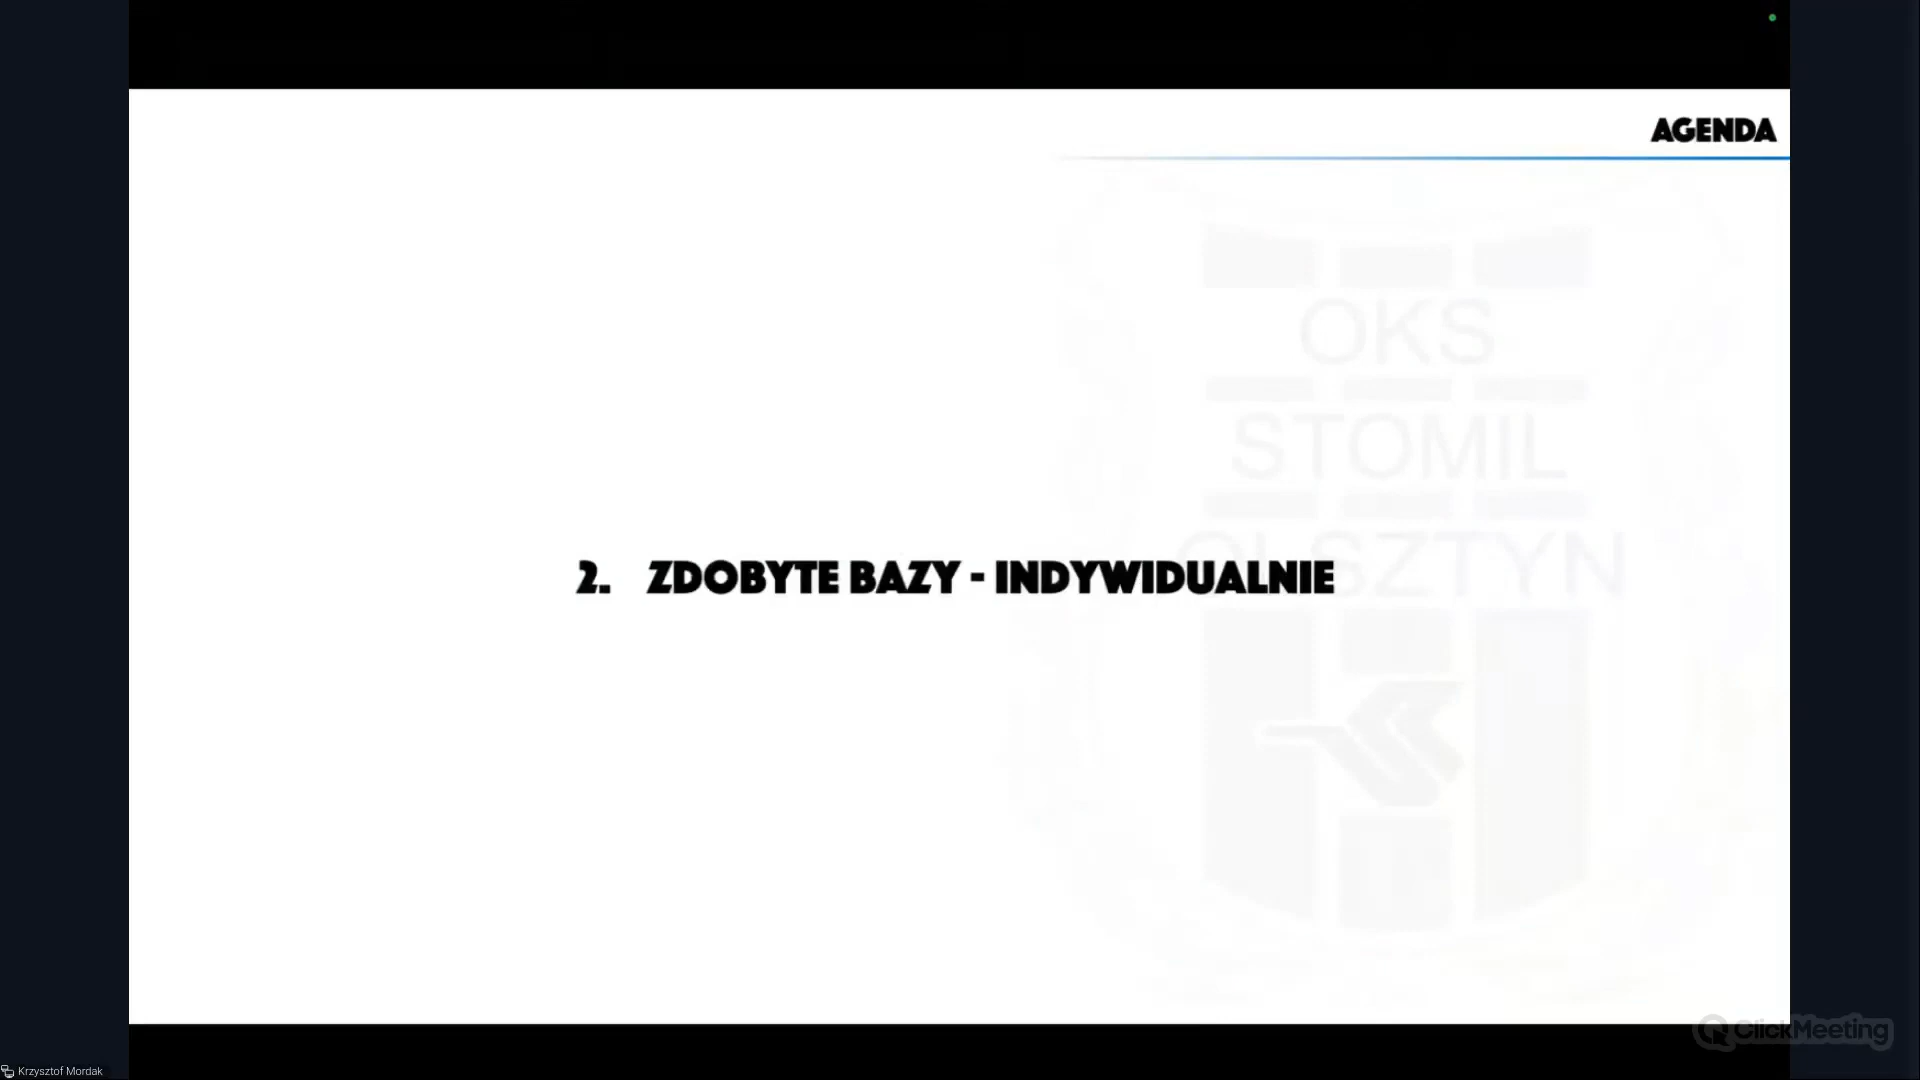 AGENDA
OKS
STOMIL
OLSZTYN
2. ZDOBYTE BAZY - INDYWIDUALNIE
ClickMeeting
Krzysztof Mordak